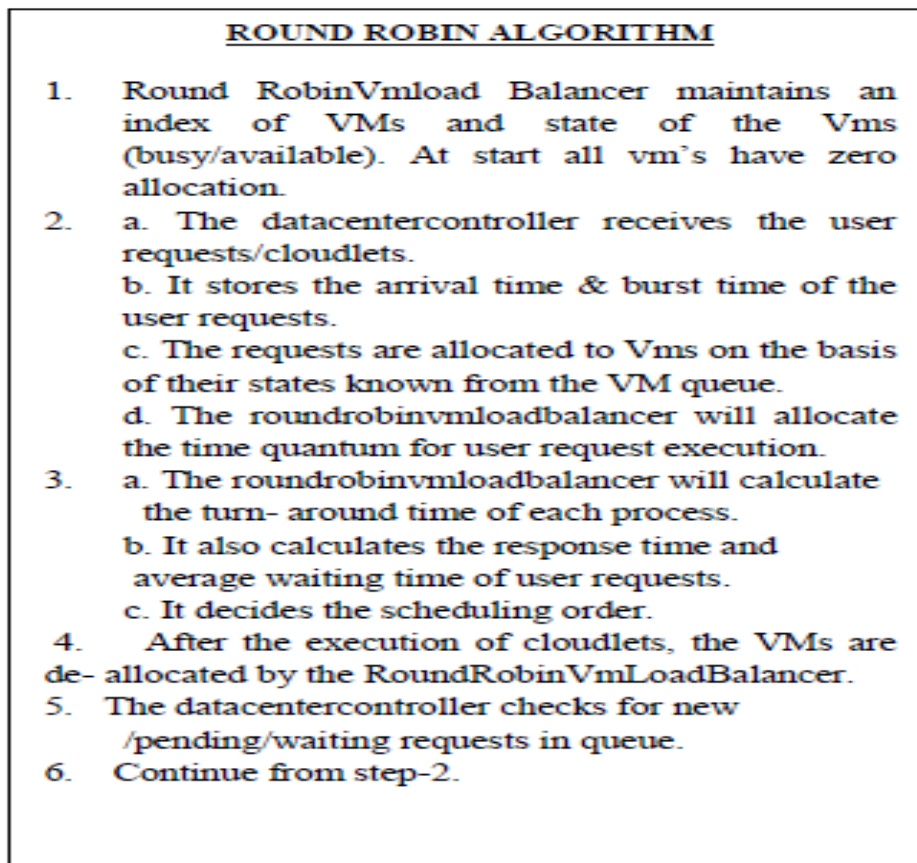 ROUND ROBIN ALGORITHM
1. Round RobinVmload Balancer maintains an
index of VMs and state of the Vms
(busy/available). At start all vm's have zero
allocation.
2. a. The datacentercontroller receives the user
requests/cloudlets.
b. It stores the arrival time & burst time of the
user requests.
c. The requests are allocated to Vms on the basis
of their states known from the VM queue.
d. The roundrobinvmloadbalancer will allocate
the time quantum for user request execution.
3. a. The roundrobinvmloadbalancer will calculate
the turn- around time of each process.
b. It also calculates the response time and
average waiting time of user requests.
c. It decides the scheduling order.
4. After the execution of cloudlets, the VMs are
de- allocated by the RoundRobinVmLoadBalancer.
5. The datacentercontroller checks for new
/pending/waiting requests in queue.
6. Continue from step-2.